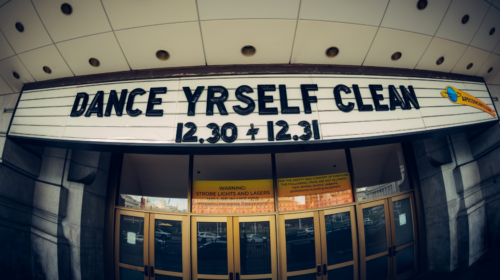 DANCE YRSELF CLEAN
12.30 + 12.31
WARNING:
STROBE LIGHTS AND LASERS